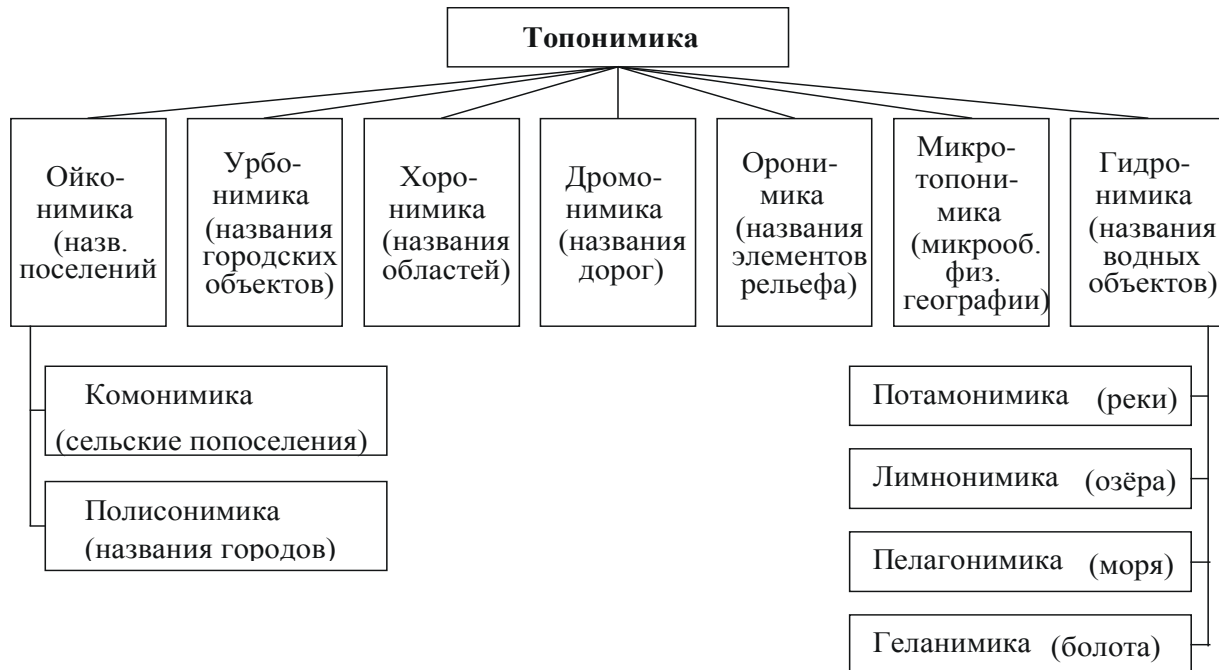 Топонимика
Ойко-
нимика
(назв.
поселений
Урбо-
нимика
(названия
городских
объектов)
Хоро-
нимика
(названия
областей)
Дромо-
нимика
(названия
дорог)
Орони-
мика
(названия
элементов
рельефа)
Микро-
топони-
мика
(микрооб.
физ.
географии)
Гидро-
нимика
(названия
водных
объектов)
Комонимика
(сельские попоселения)
Полисонимика
(названия городов)
Потамонимика (реки)
Лимнонимика (озёра)
Пелагонимика (моря)
Геланимика (болота)